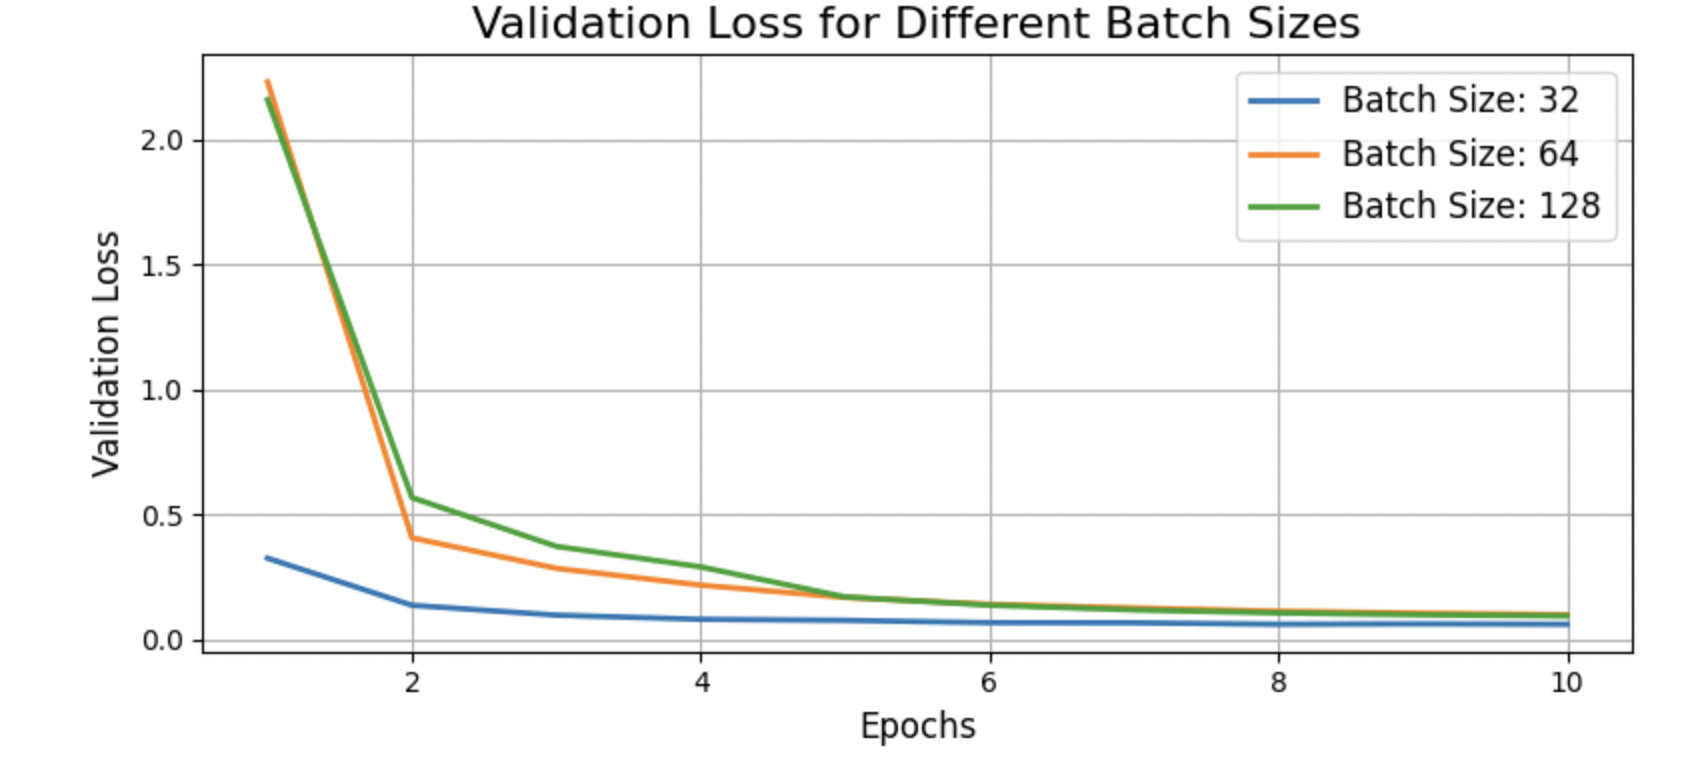 Validation Loss for Different Batch Sizes
Batch Size: 32
Batch Size: 64
Batch Size: 128
Validation Loss
2.0
1.5
1.0
0.5
0.0
2 4 6 8 10
Epochs